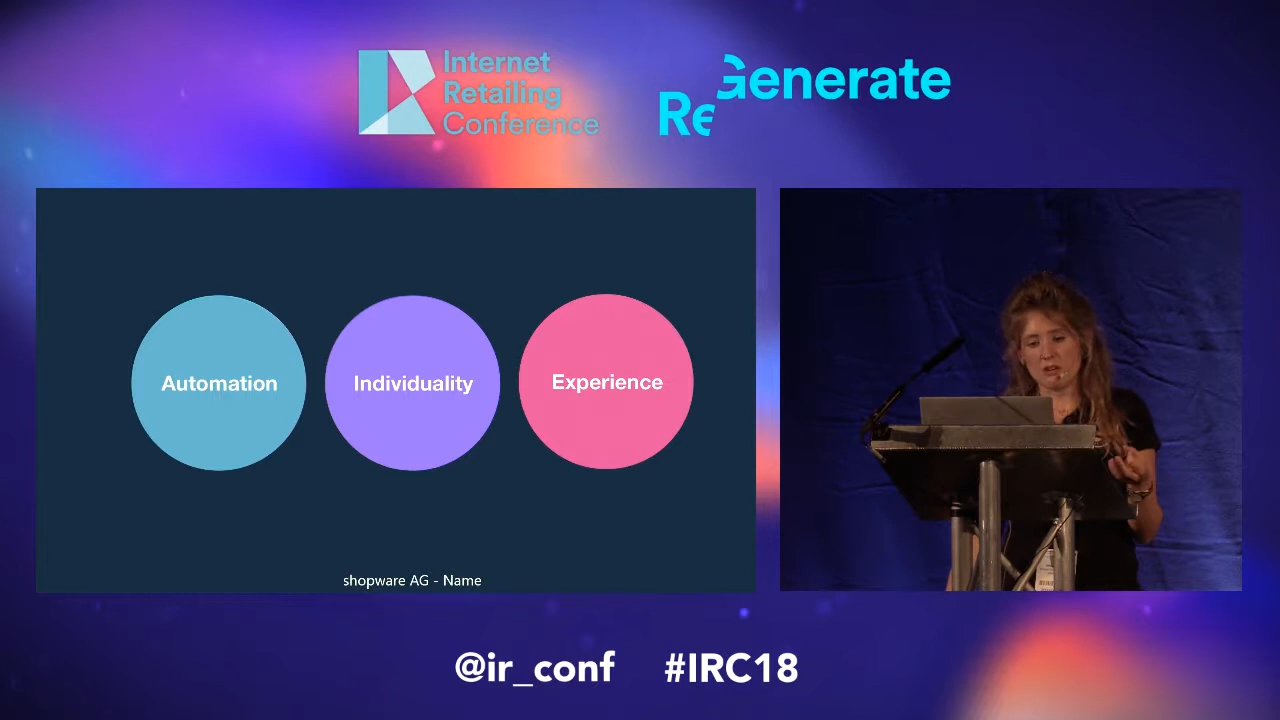 Internet
Retailing
Conference
ReGenerate
Automation
Individuality
Experience
shopware AG - Name
@ir_conf #IRC18